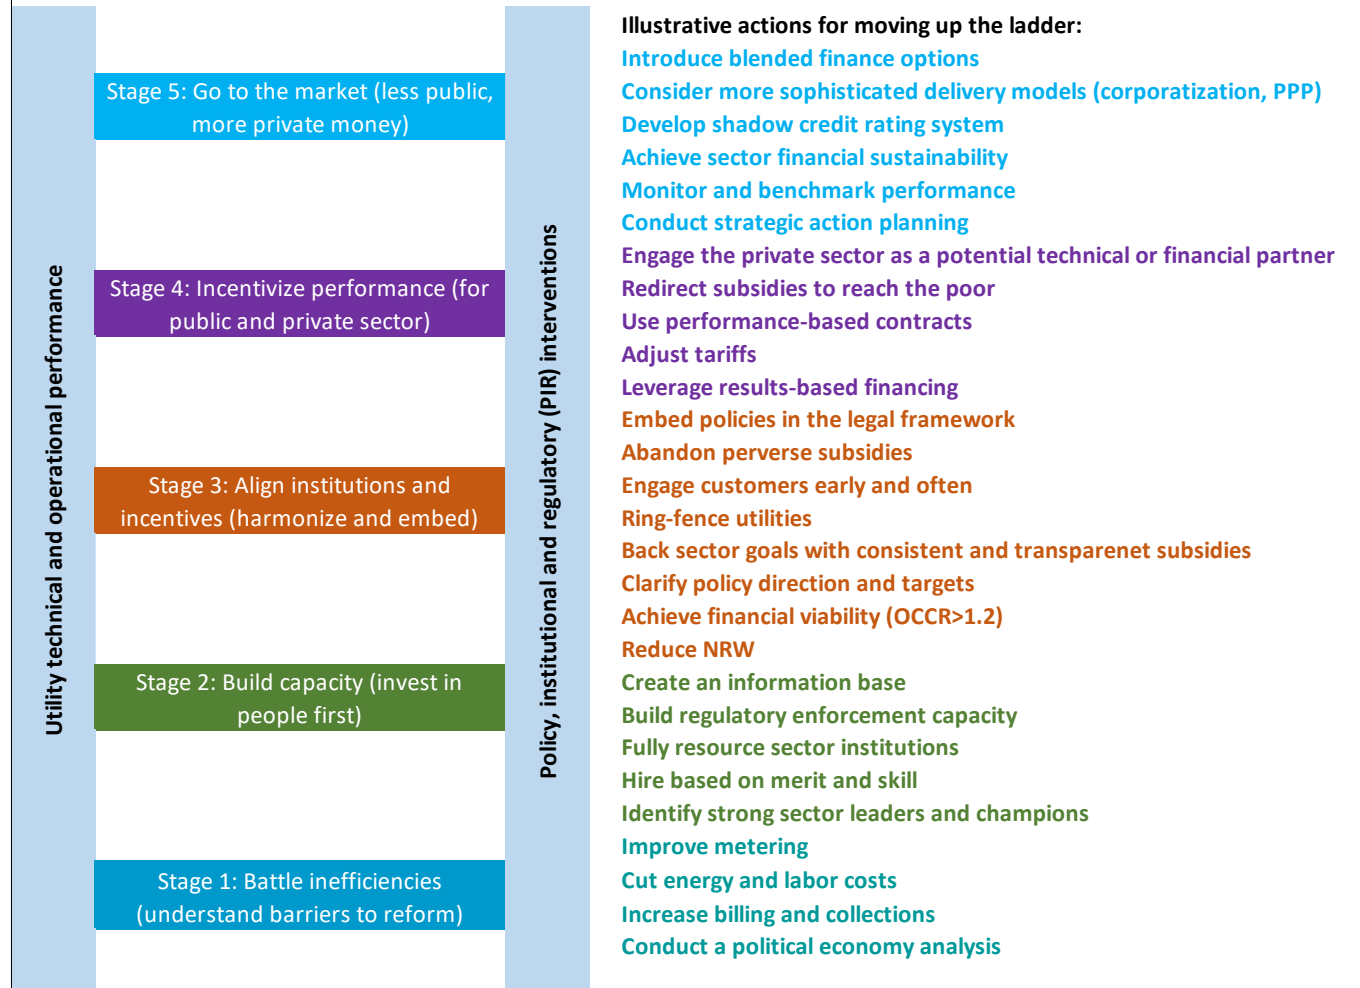 Utility technical and operational performance
Stage 5: Go to the market (less public,
more private money)
Stage 4: Incentivize performance (for
public and private sector)
Stage 3: Align institutions and
incentives (harmonize and embed)
Stage 2: Build capacity (invest in
people first)
Stage 1: Battle inefficiencies
(understand barriers to reform)
Policy, institutional and regulatory (PIR) interventions
Illustrative actions for moving up the ladder:
Introduce blended finance options
Consider more sophisticated delivery models (corporatization, PPP)
Develop shadow credit rating system
Achieve sector financial sustainability
Monitor and benchmark performance
Conduct strategic action planning
Engage the private sector as a potential technical or financial partner
Redirect subsidies to reach the poor
Use performance-based contracts
Adjust tariffs
Leverage results-based financing
Embed policies in the legal framework
Abandon perverse subsidies
Engage customers early and often
Ring-fence utilities
Back sector goals with consistent and transparenet subsidies
Clarify policy direction and targets
Achieve financial viability (OCCR>1.2)
Reduce NRW
Create an information base
Build regulatory enforcement capacity
Fully resource sector institutions
Hire based on merit and skill
Identify strong sector leaders and champions
Improve metering
Cut energy and labor costs
Increase billing and collections
Conduct a political economy analysis